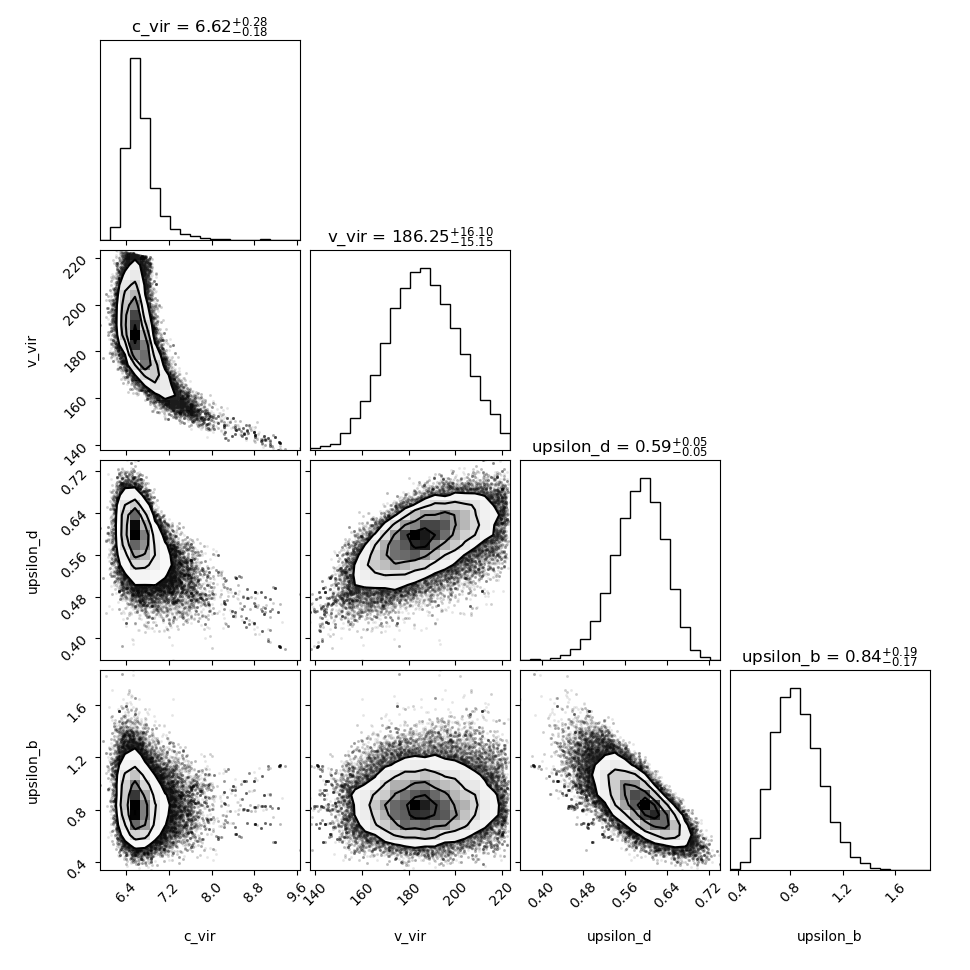 c_vir = 6.62+0.28−0.18
v_vir = 186.25+16.10−15.15
220
200
180
160
140
v_vir
upsilon_d = 0.59+0.05−0.05
0.72
0.64
0.56
0.48
0.40
upsilon_d
upsilon_b = 0.84+0.19−0.17
1.6
1.2
0.8
0.4
upsilon_b
6.4 7.2 8.0 8.8 9.6
140 160 180 200 220
0.40 0.48 0.56 0.64 0.72
0.4 0.8 1.2 1.6
c_vir v_vir upsilon_d upsilon_b